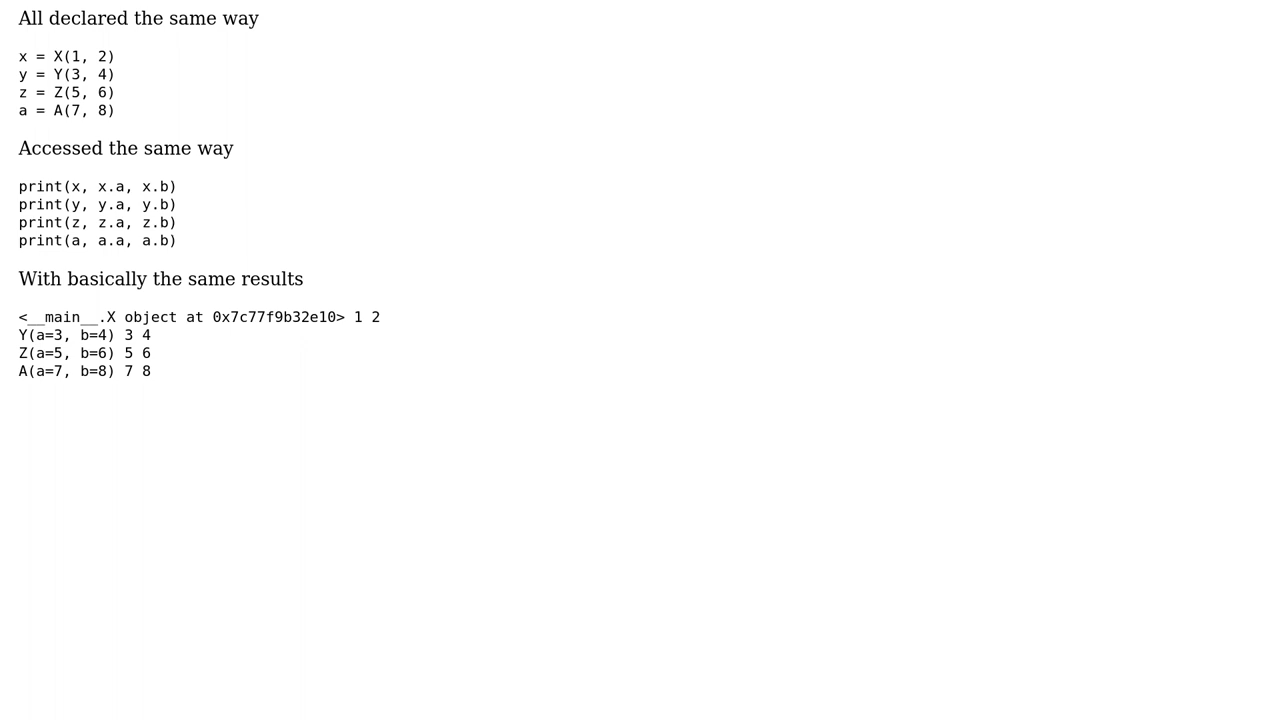 All declared the same way
x = X(1, 2)
y = Y(3, 4)
z = Z(5, 6)
a = A(7, 8)
Accessed the same way
print(x, x.a, x.b)
print(y, y.a, y.b)
print(z, z.a, z.b)
print(a, a.a, a.b)
With basically the same results
<__main__.X object at 0x7c77f9b32e10> 1 2
Y(a=3, b=4) 3 4
Z(a=5, b=6) 5 6
A(a=7, b=8) 7 8